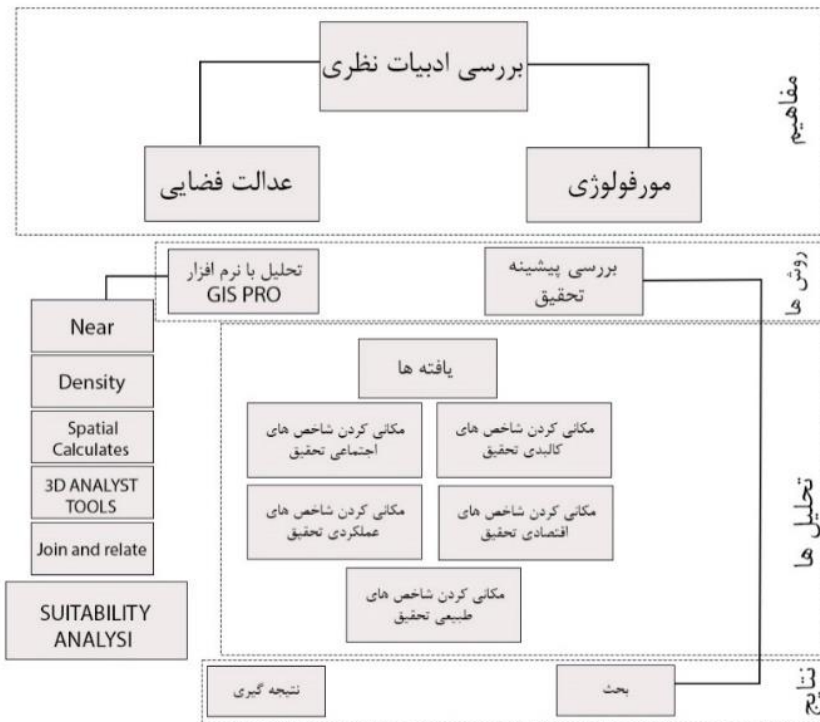 بررسی ادبیات نظری
مفاهیم
مورفولوژی
عدالت فضایی
روش ها
بررسی پیشینه
تحقیق
تحلیل با نرم افزار
GIS PRO
Near
Density
Spatial
Calculates
3D ANALYST
TOOLS
Join and relate
SUITABILITY
ANALYSI
تحلیل ها
یافته ها
مکانی کردن شاخص های
کالبدی تحقیق
مکانی کردن شاخص های
اجتماعی تحقیق
مکانی کردن شاخص های
اقتصادی تحقیق
مکانی کردن شاخص های
عملکردی تحقیق
مکانی کردن شاخص های
طبیعی تحقیق
نتایج
بحث
نتیجه گیری